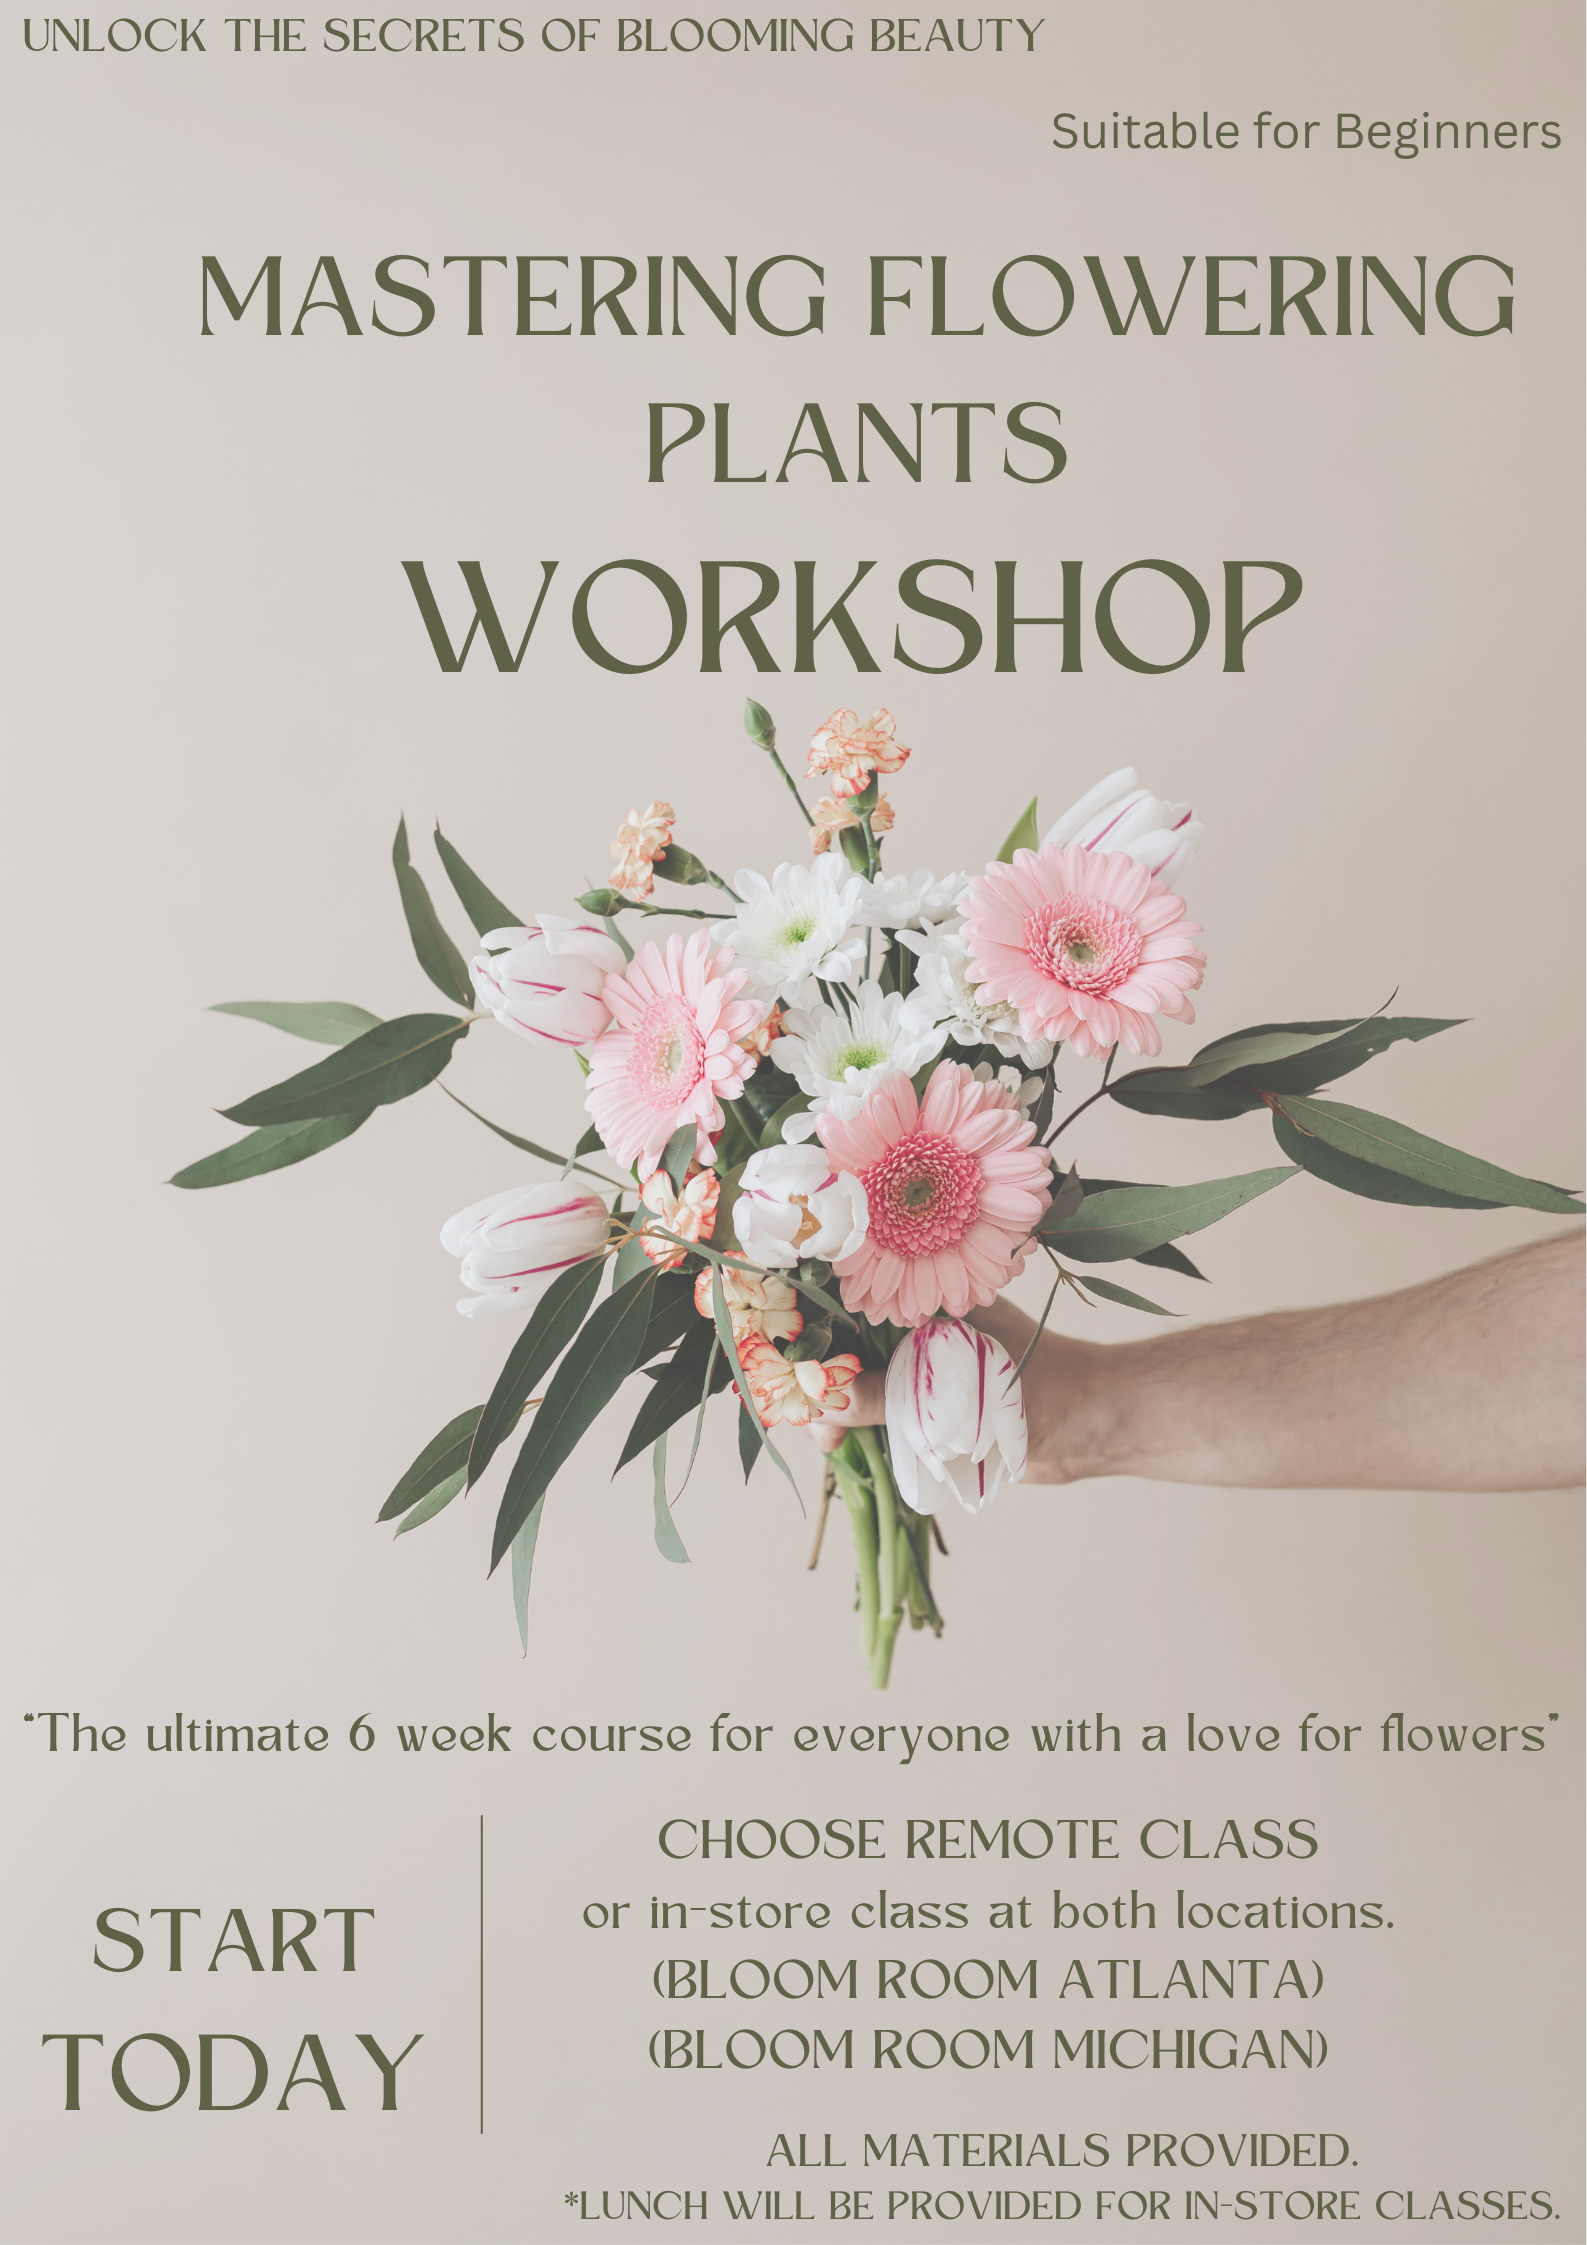 UNLOCK THE SECRETS OF BLOOMING BEAUTY
Suitable for Beginners
MASTERING FLOWERING
PLANTS
WORKSHOP
“The ultimate 6 week course for everyone with a love for flowers”
START
TODAY
CHOOSE REMOTE CLASS
or in-store class at both locations.
(BLOOM ROOM ATLANTA)
(BLOOM ROOM MICHIGAN)
ALL MATERIALS PROVIDED.
*LUNCH WILL BE PROVIDED FOR IN-STORE CLASSES.